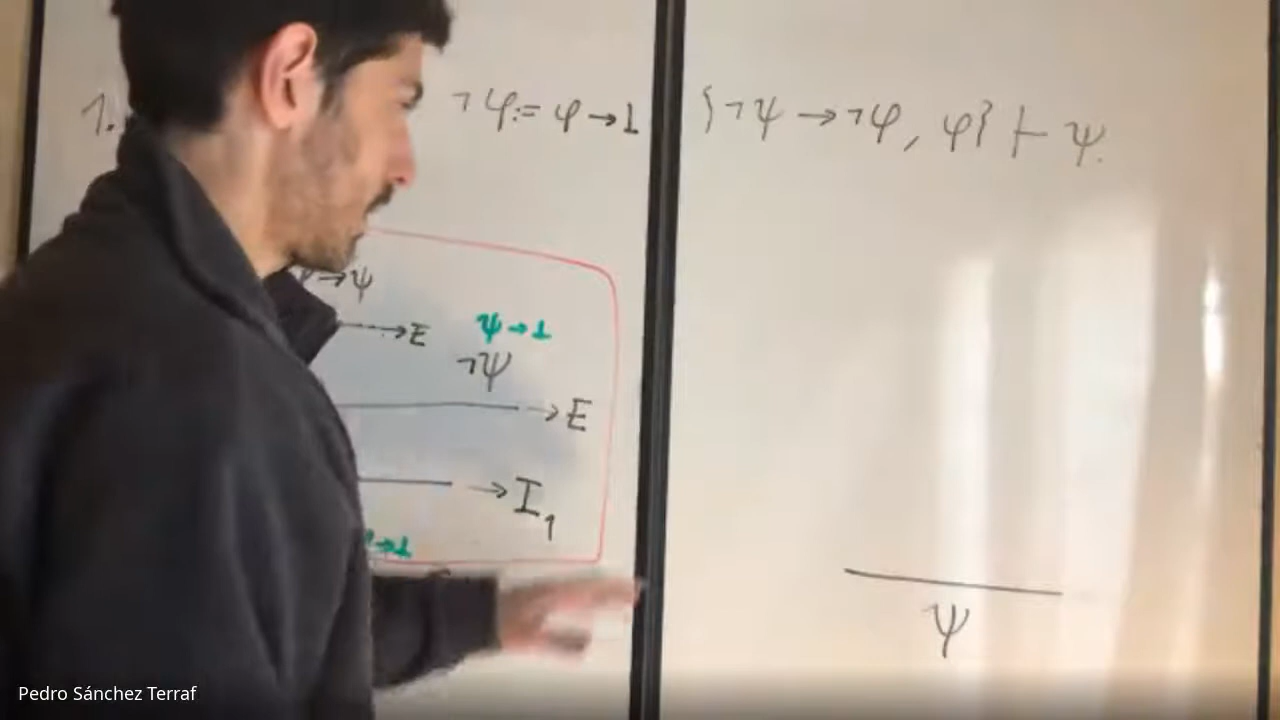 1.
¬φ:= φ→⊥
φ→ψ
→E
ψ→⊥
¬ψ
→E
→I₁
→⊥
{¬ψ→¬φ, φ} ⊢ ψ.
ψ
Pedro Sánchez Terraf